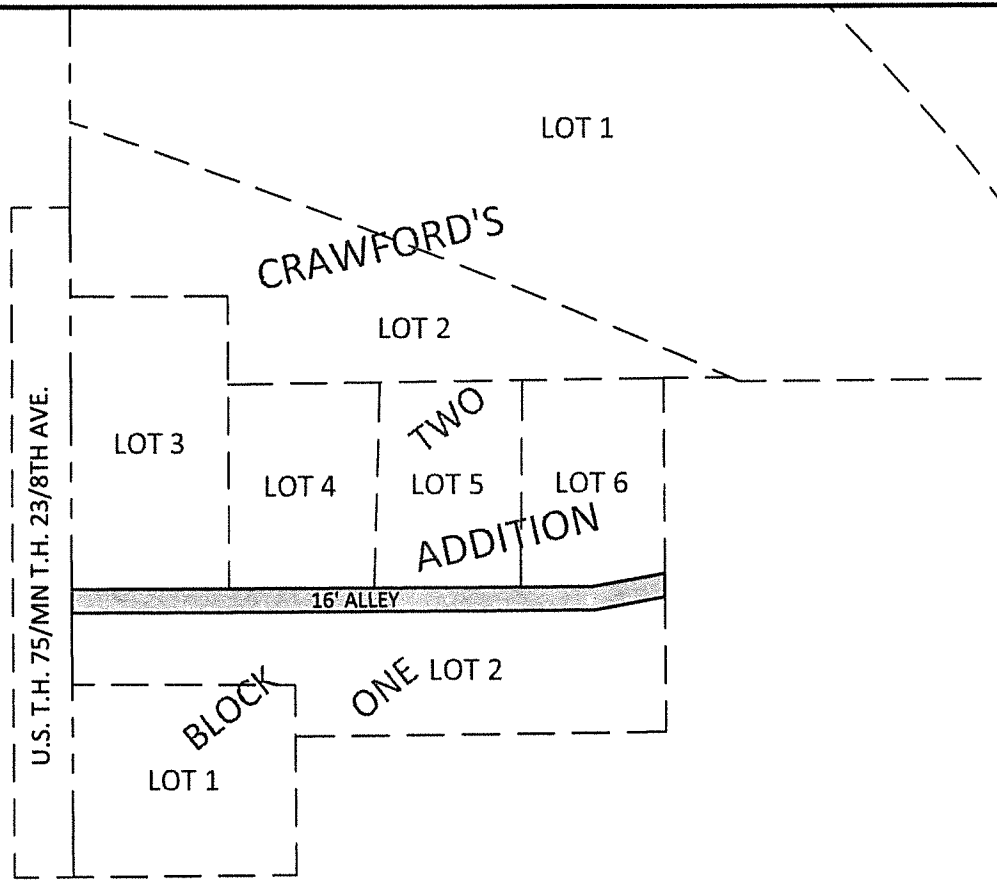 LOT 1
CRAWFORD'S
LOT 2
TWO
LOT 3
LOT 4
LOT 5
LOT 6
ADDITION
U.S. T.H. 75/MN T.H. 23/8TH AVE.
16' ALLEY
BLOCK ONE
LOT 2
LOT 1